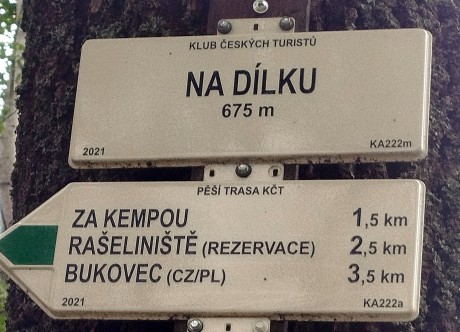 KLUB ČESKÝCH TURISTŮ
NA DÍLKU
675 m
2021 KA222m
PĚŠÍ TRASA KČT
ZA KEMPOU 1,5 km
RAŠELINIŠTĚ (REZERVACE) 2,5 km
BUKOVEC (CZ/PL) 3,5 km
2021 KA222a